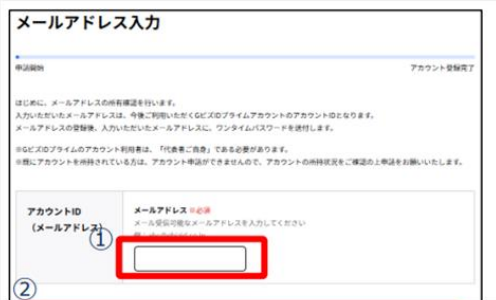 メールアドレス入力
申請開始
アカウント登録完了
はじめに、メールアドレスの所有確認を行います。
入力いただいたメールアドレスは、今後ご利用いただくGビズIDプライムアカウントのアカウントIDとなります。
メールアドレスの登録後、入力いただいたメールアドレスに、ワンタイムパスワードを送付します。
※GビズIDプライムのアカウント利用者は、「代表者ご自身」である必要があります。
※既にアカウントを所持されている方は、アカウント申請ができませんので、アカウントの所持状況をご確認の上申請をお願いいたします。
アカウントID
（メールアドレス）
メールアドレス ※必須
メール受信可能なメールアドレスを入力してください
①
②